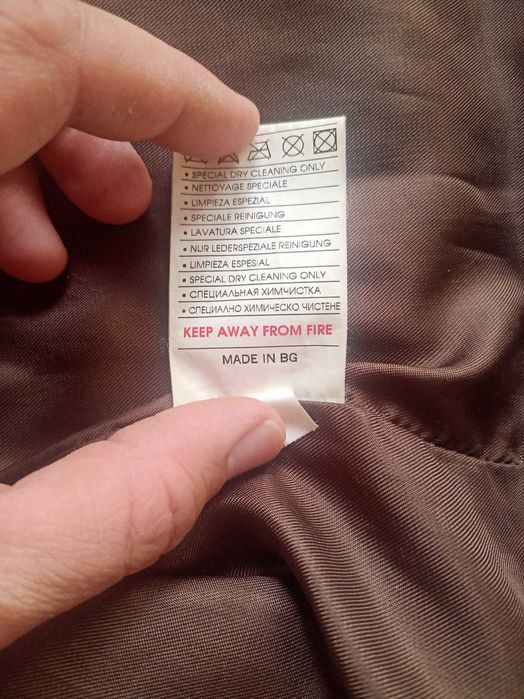 • SPECIAL DRY CLEANING ONLY
• NETTOYAGE SPECIALE
• LIMPIEZA ESPEZIAL
• SPECIALE REINIGUNG
• LAVATURA SPECIALE
• NUR LEDERSPEZIALE REINIGUNG
• LIMPIEZA ESPESIAL
• SPECIAL DRY CLEANING ONLY
• СПЕЦИАЛЬНАЯ ХИМЧИСТКА
• СПЕЦИАЛНО ХИМИЧЕСКО ЧИСТЕНЕ
KEEP AWAY FROM FIRE
MADE IN BG